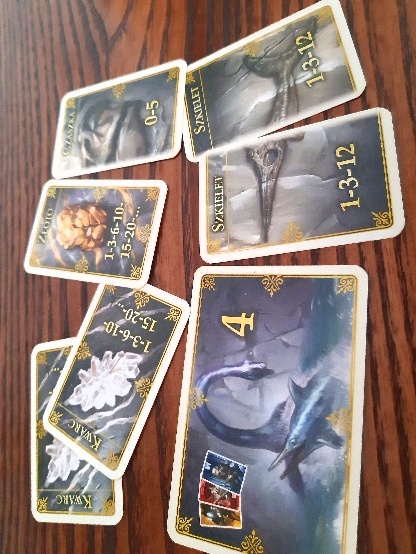 Czaszka
0-5
Szkielet
1-3-12
Szkielet
1-3-12
Złoto
1-3-6-10-
15-20-...
Kwarc
1-3-6-10-
15-20-...
Kwarc
4